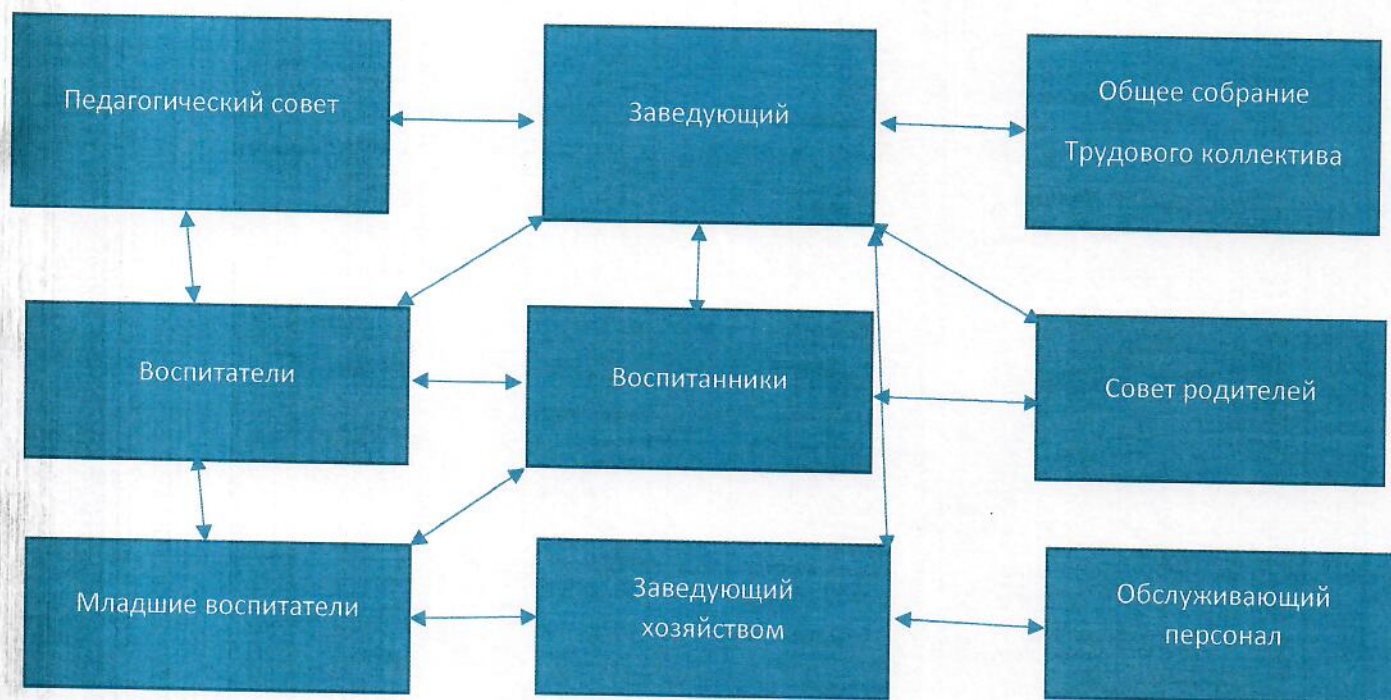 Педагогический совет
Заведующий
Общее собрание
Трудового коллектива
Воспитатели
Воспитанники
Совет родителей
Младшие воспитатели
Заведующий
хозяйством
Обслуживающий
персонал